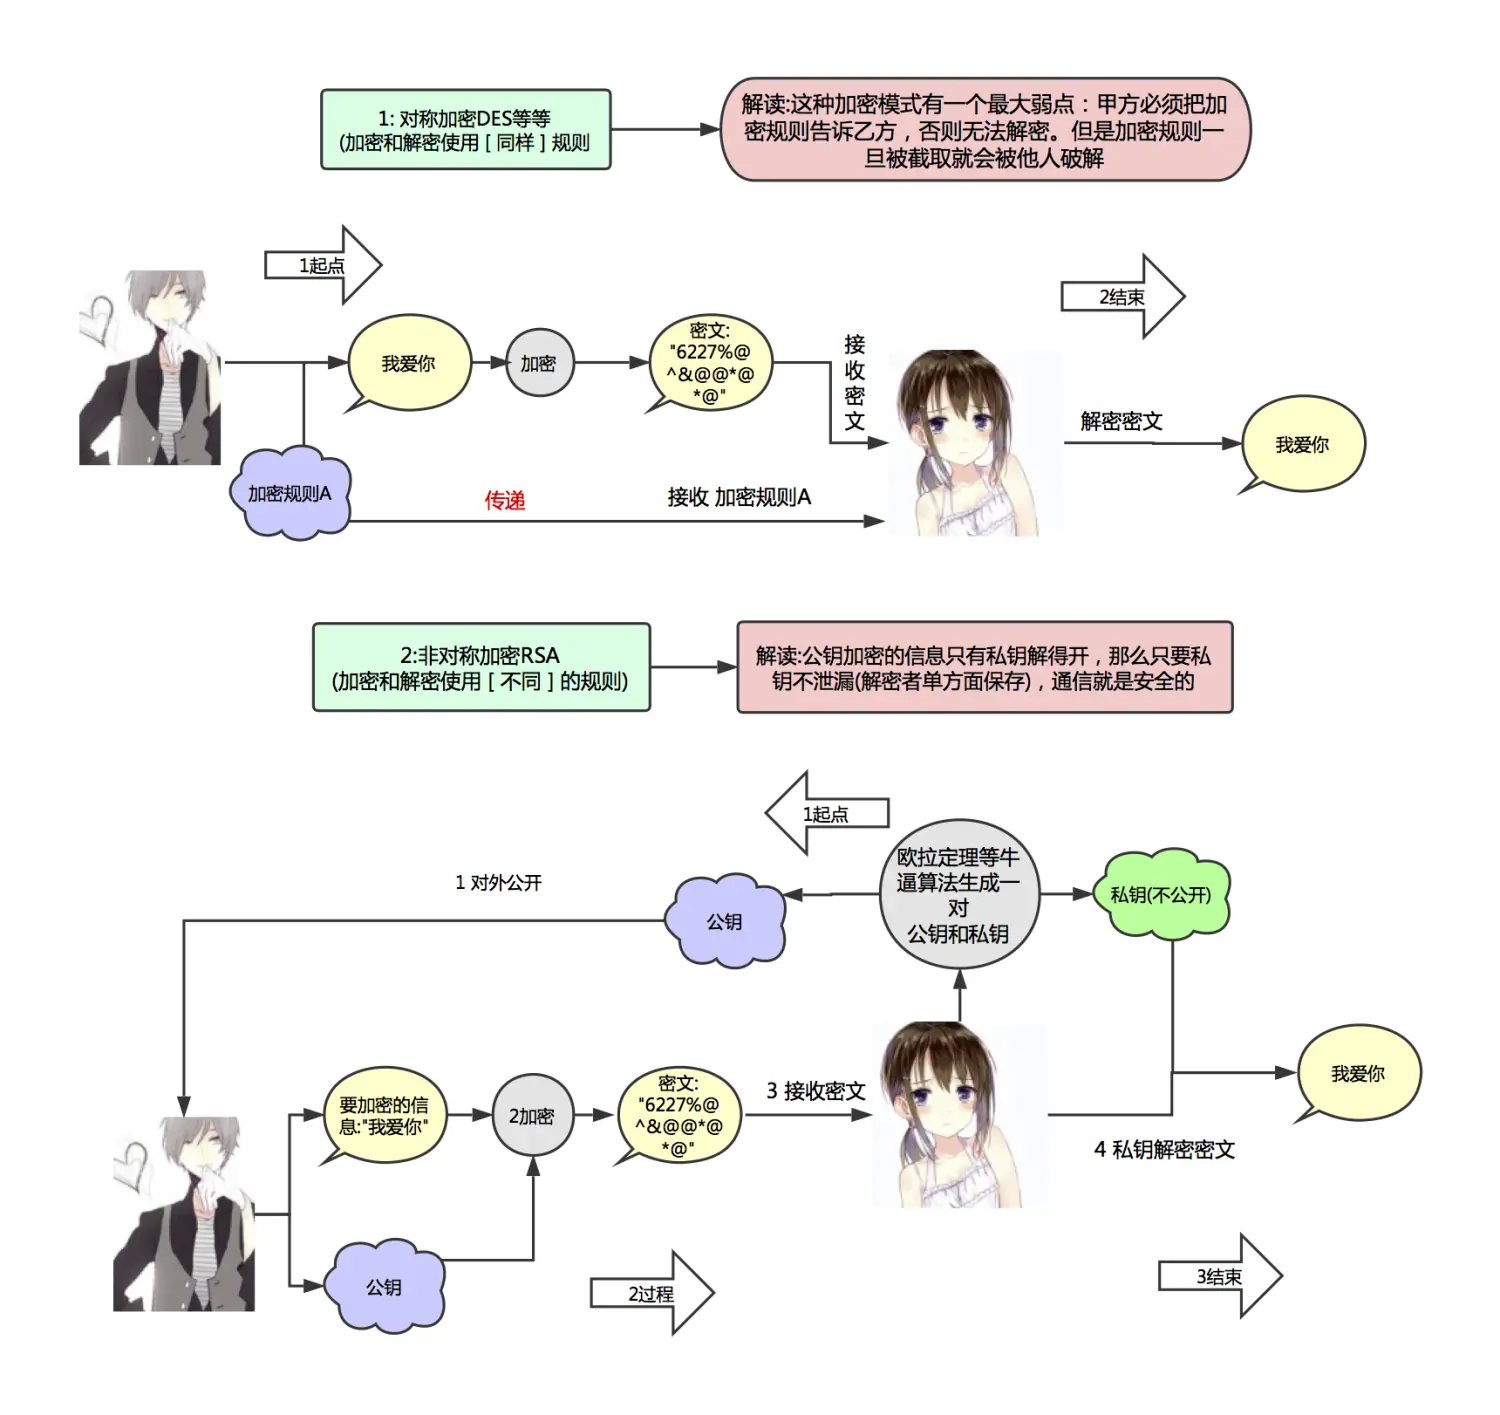 1: 对称加密DES等等
(加密和解密使用 [ 同样 ] 规则
解读:这种加密模式有一个最大弱点：甲方必须把加
密规则告诉乙方，否则无法解密。但是加密规则一
旦被截取就会被他人破解
1起点
2结束
我爱你
加密
密文:
"6227%@
^&@@*@
*@"
接
收
密
文
解密密文
我爱你
加密规则A
传递
接收 加密规则A
2:非对称加密RSA
(加密和解密使用 [ 不同 ] 的规则)
解读:公钥加密的信息只有私钥解得开，那么只要私
钥不泄漏(解密者单方面保存)，通信就是安全的
1起点
欧拉定理等牛
逼算法生成一
对
公钥和私钥
私钥(不公开)
1 对外公开
公钥
要加密的信
息:"我爱你"
2加密
密文:
"6227%@
^&@@*@
*@"
3 接收密文
我爱你
4 私钥解密密文
公钥
2过程
3结束